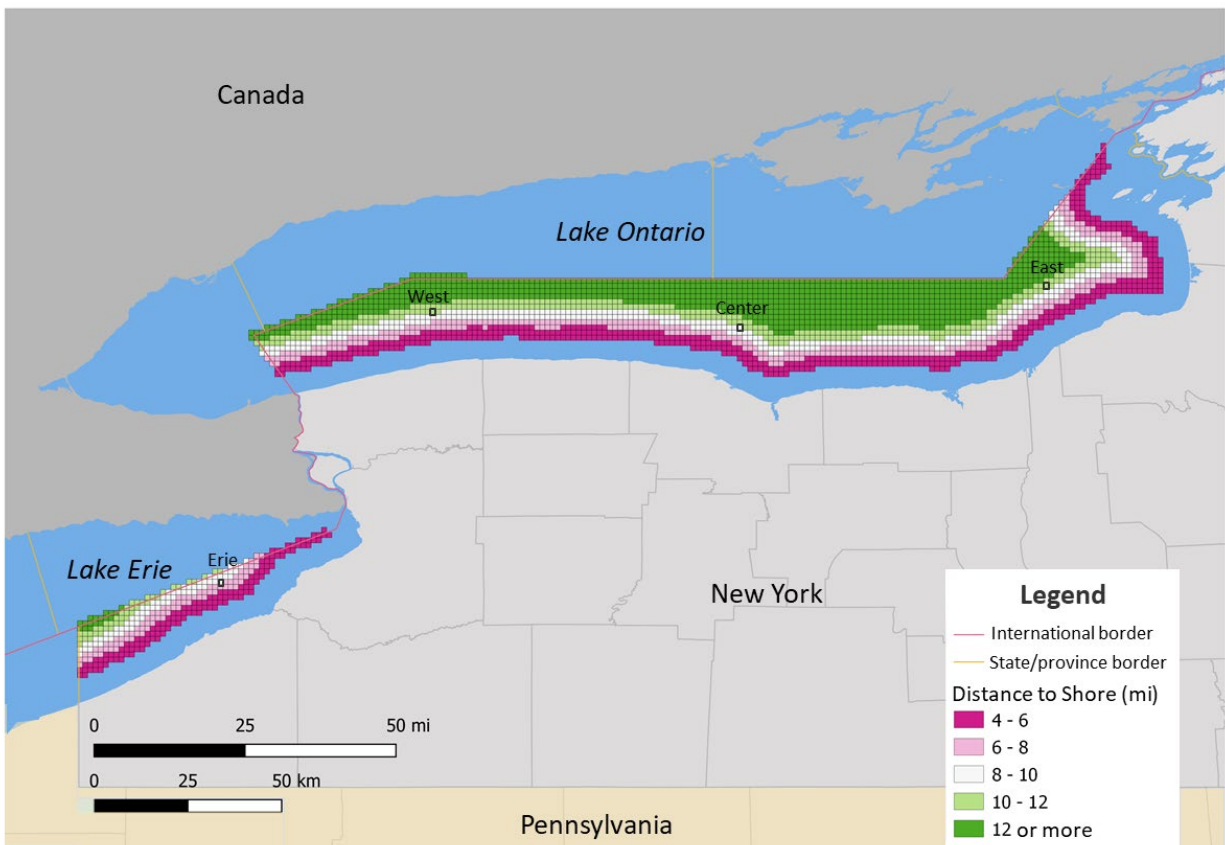 Canada
Lake Ontario
East
West
Center
Erie
Lake Erie
New York
Legend
International border
State/province border
Distance to Shore (mi)
4 - 6
6 - 8
8 - 10
10 - 12
12 or more
0 25 50 mi
0 25 50 km
Pennsylvania